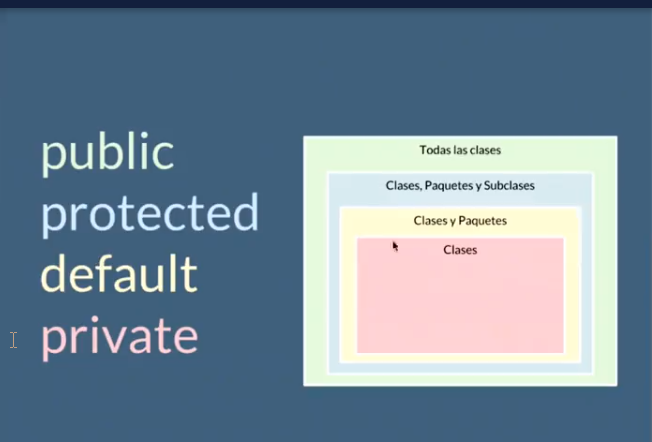 public
protected
default
private
Todas las clases
Clases, Paquetes y Subclases
Clases y Paquetes
Clases